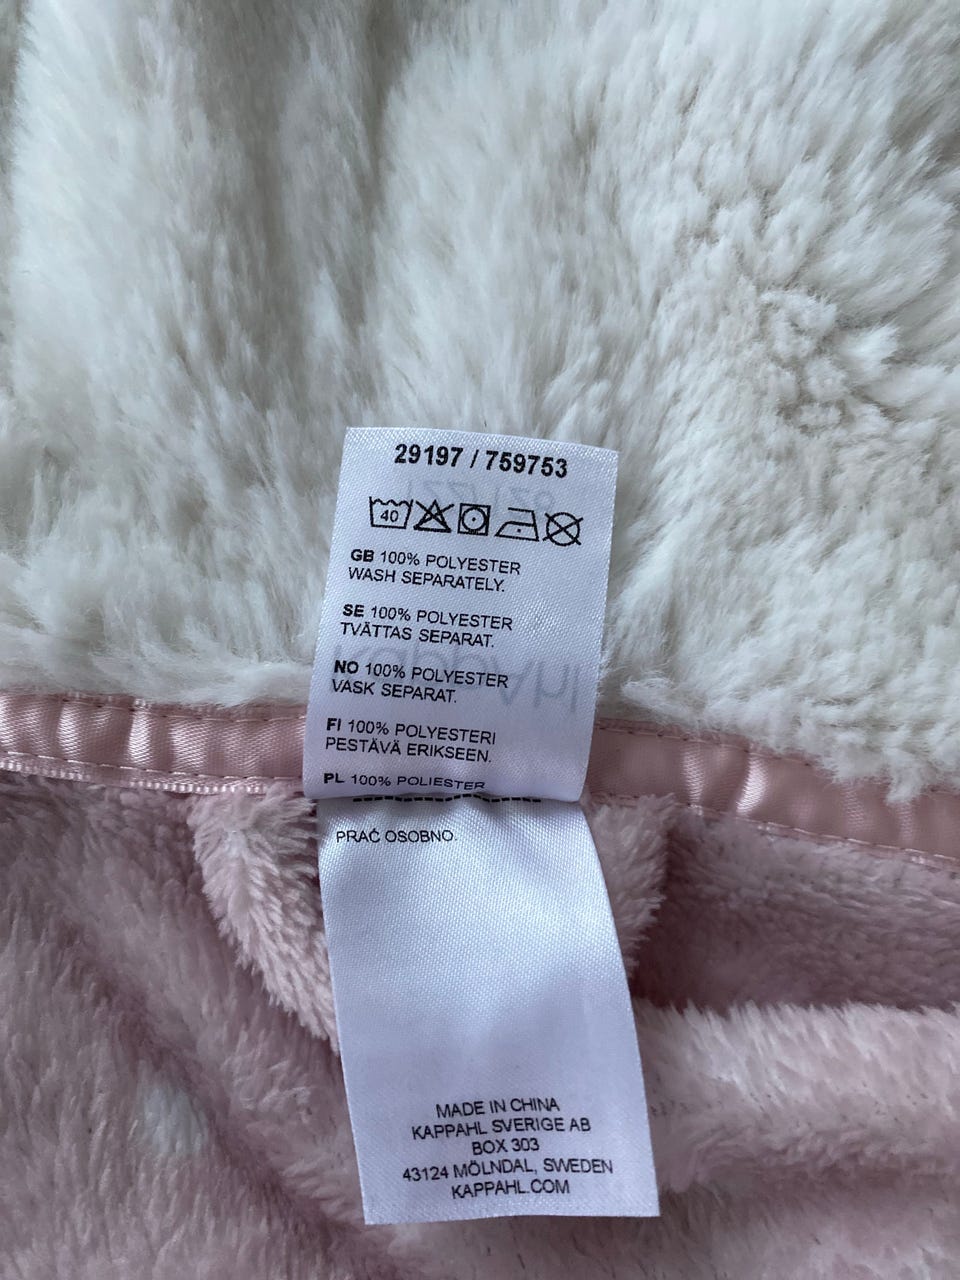 29197 / 759753
40
GB 100% POLYESTER
WASH SEPARATELY.
SE 100% POLYESTER
TVÄTTAS SEPARAT.
NO 100% POLYESTER
VASK SEPARAT.
FI 100% POLYESTERI
PESTÄVÄ ERIKSEEN.
PL 100% POLIESTER
PRAĆ OSOBNO.
MADE IN CHINA
KAPPAHL SVERIGE AB
BOX 303
43124 MÖLNDAL, SWEDEN
KAPPAHL.COM